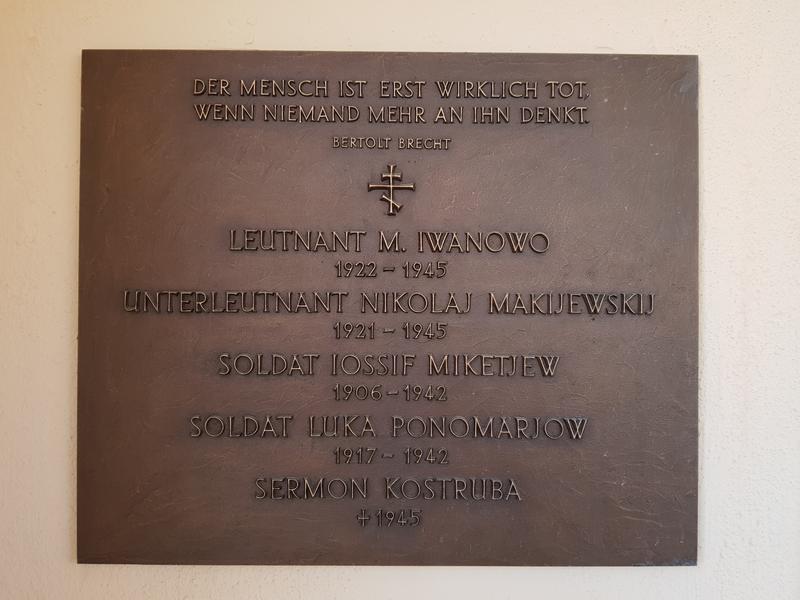 DER MENSCH IST ERST WIRKLICH TOT,
WENN NIEMAND MEHR AN IHN DENKT.
BERTOLT BRECHT
LEUTNANT M. IWANOWO
1922 - 1945
UNTERLEUTNANT NIKOLAJ MAKIJEWSKIJ
1921 - 1945
SOLDAT IOSSIF MIKETJEW
1906 - 1942
SOLDAT LUKA PONOMARJOW
1917 - 1942
SERMON KOSTRUBA
+ 1945